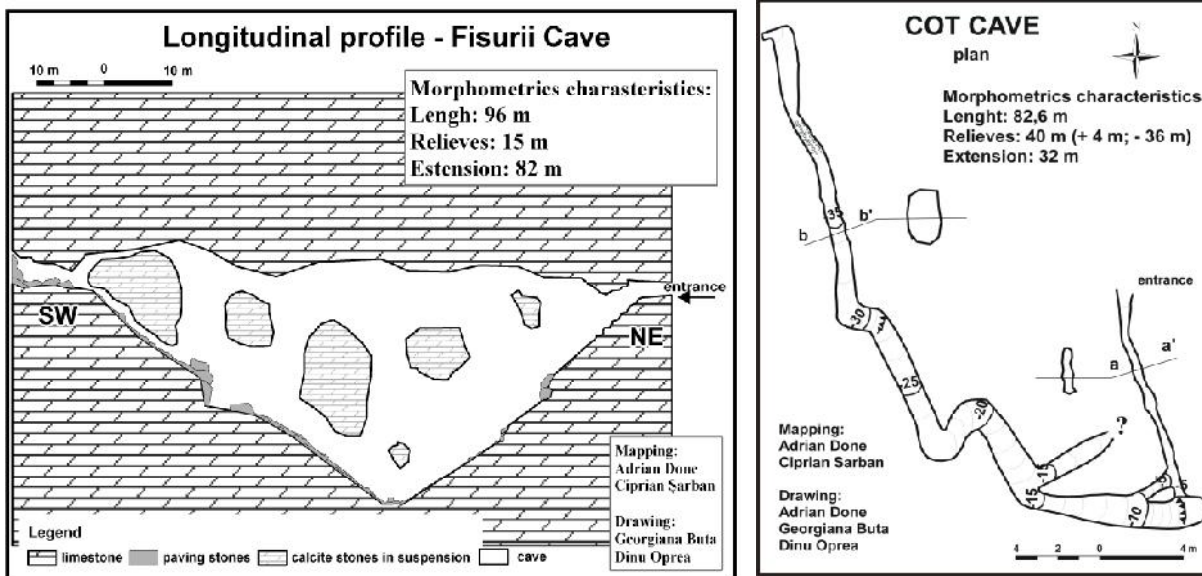 Longitudinal profile - Fisurii Cave
10 m 0 10 m
Morphometrics charasteristics:
Lengh: 96 m
Relieves: 15 m
Estension: 82 m
entrance
SW
NE
Mapping:
Adrian Done
Ciprian Şarban
Drawing:
Georgiana Buta
Dinu Oprea
Legend
limestone paving stones calcite stones in suspension cave
COT CAVE
plan
N
Morphometrics characteristics
Lenght: 82,6 m
Relieves: 40 m (+ 4 m; - 36 m)
Extension: 32 m
35
b b'
-30
-25
-20
entrance
a a'
?
-15
-15
-5
-5
Mapping:
Adrian Done
Ciprian Sarban
Drawing:
Adrian Done
Georgiana Buta
Dinu Oprea
4 2 0 4 m